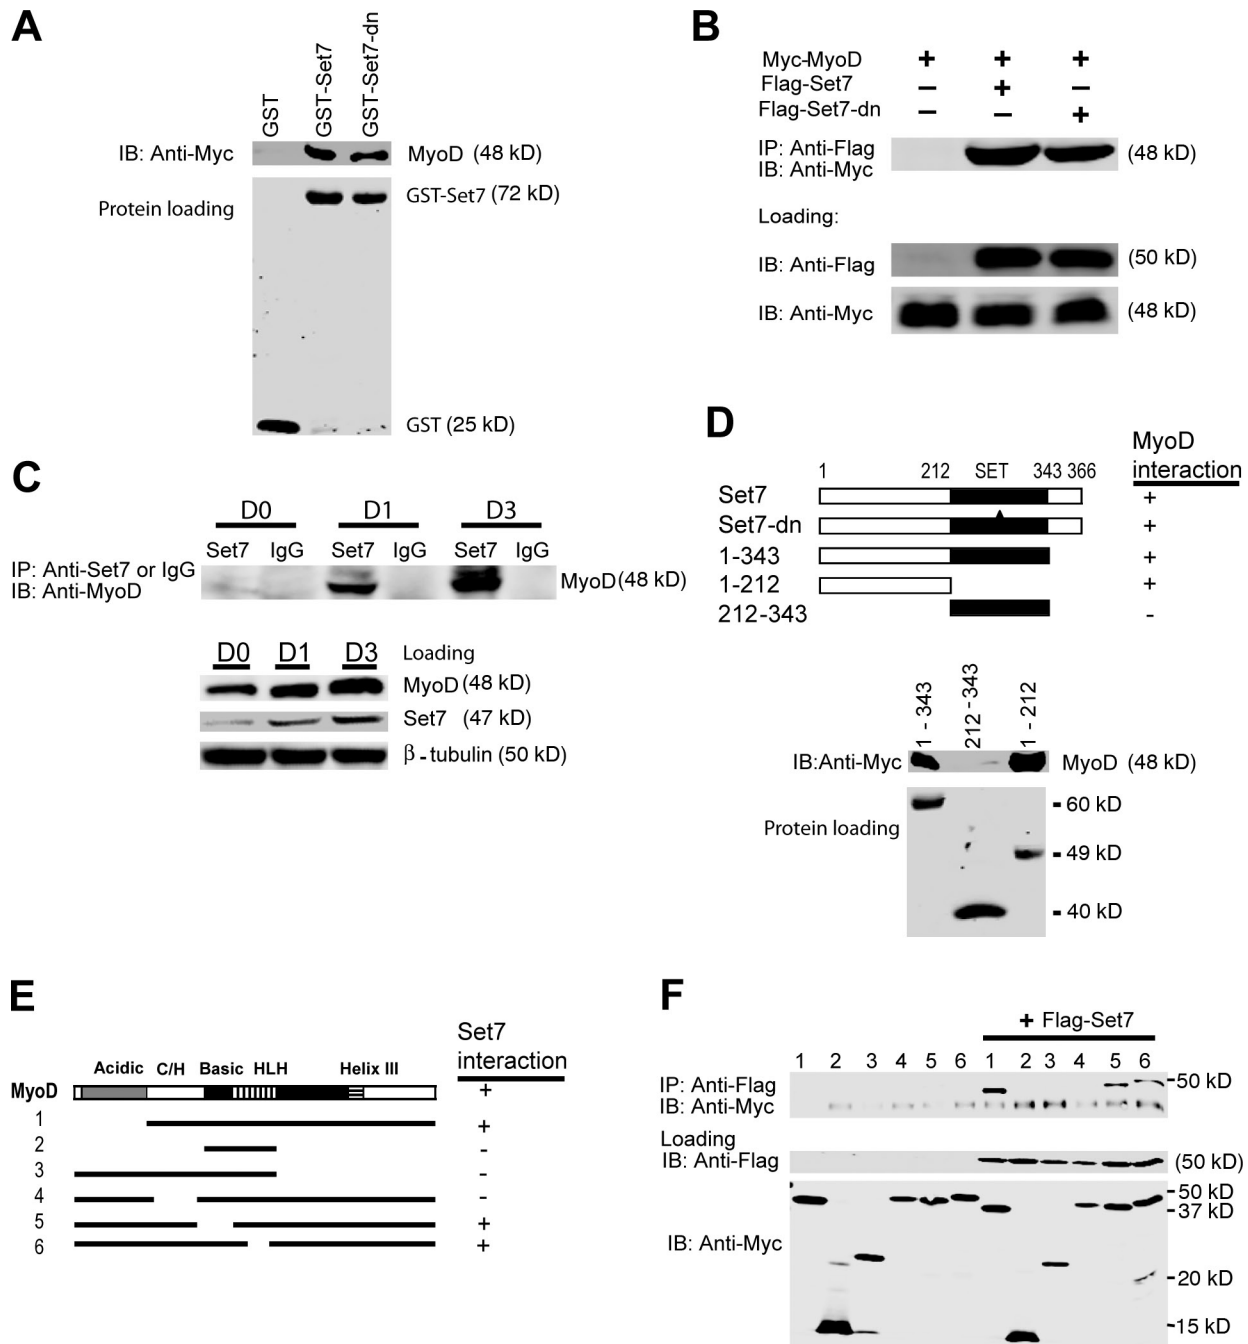 A
GST
GST-Set7
GST-Set7-dn
IB: Anti-Myc
MyoD (48 kD)
Protein loading
GST-Set7 (72 kD)
GST (25 kD)
B
Myc-MyoD + + +
Flag-Set7 – + –
Flag-Set7-dn – – +
IP: Anti-Flag
IB: Anti-Myc
(48 kD)
Loading:
IB: Anti-Flag
(50 kD)
IB: Anti-Myc
(48 kD)
C
D0 D1 D3
Set7 IgG Set7 IgG Set7 IgG
IP: Anti-Set7 or IgG
IB: Anti-MyoD
MyoD (48 kD)
D0 D1 D3 Loading
MyoD (48 kD)
Set7 (47 kD)
β-tubulin (50 kD)
D
MyoD
interaction
1 212 SET 343 366
Set7 +
Set7-dn +
1-343 +
1-212 +
212-343 -
1 - 343
212 - 343
1 - 212
IB:Anti-Myc
MyoD (48 kD)
Protein loading
- 60 kD
- 49 kD
- 40 kD
E
Set7
interaction
Acidic C/H Basic HLH Helix III
MyoD +
1 +
2 -
3 -
4 -
5 +
6 +
F
+ Flag-Set7
1 2 3 4 5 6 1 2 3 4 5 6
IP: Anti-Flag
IB: Anti-Myc
-50 kD
Loading
IB: Anti-Flag
(50 kD)
IB: Anti-Myc
-50 kD
-37 kD
-20 kD
-15 kD